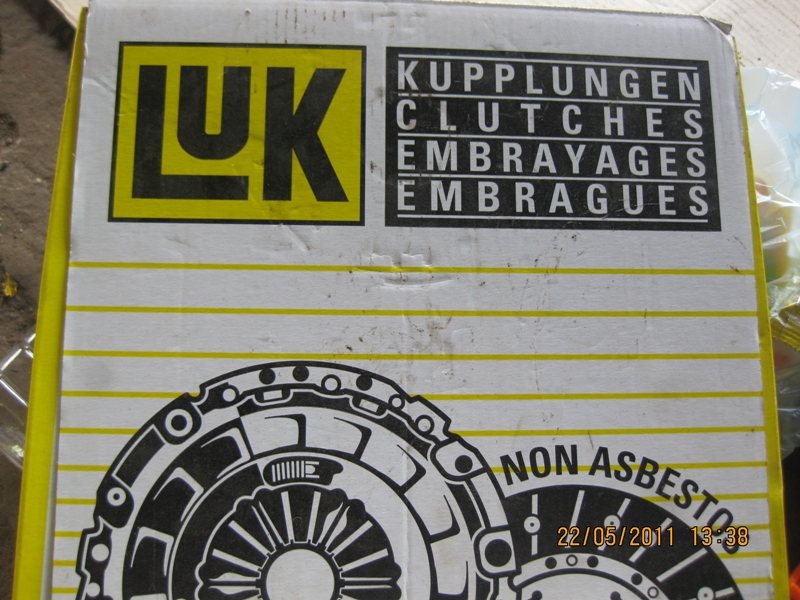 LUK
KUPPLUNGEN
CLUTCHES
EMBRAYAGES
EMBRAGUES
NON ASBESTOS
22/05/2011 13:38